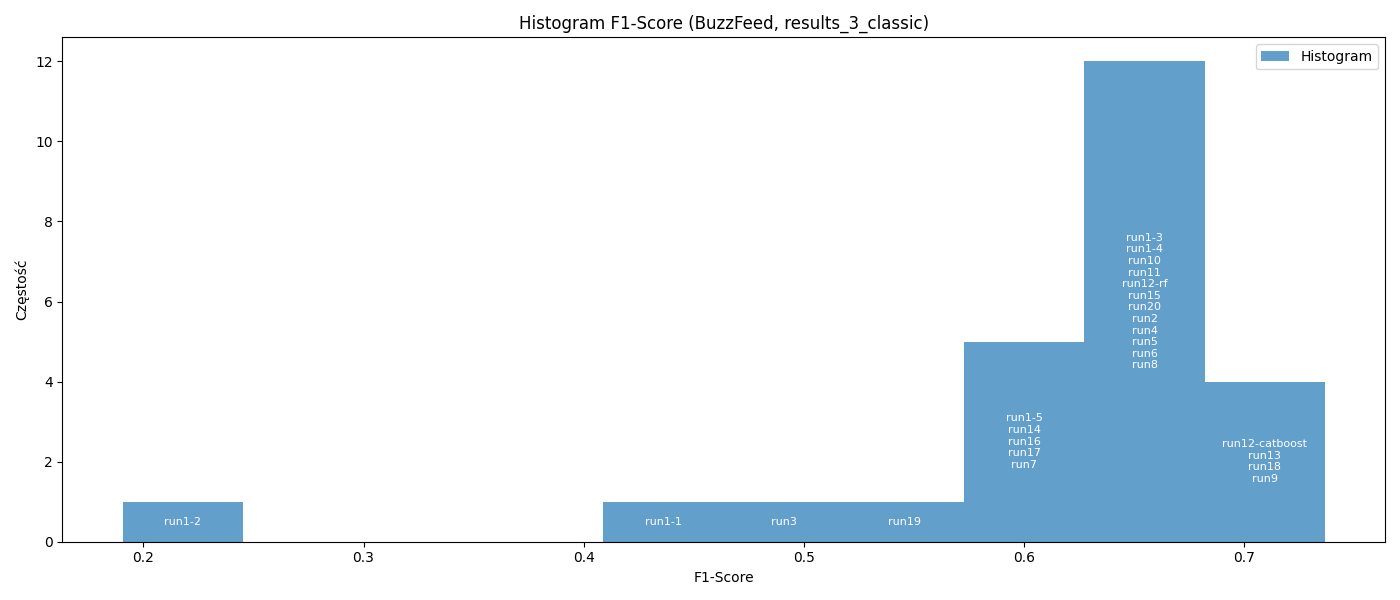 Histogram F1-Score (BuzzFeed, results_3_classic)
Histogram
Częstość
12
10
8
6
4
2
0
run1-2
run1-1
run3
run19
run1-5
run14
run16
run17
run7
run1-3
run1-4
run10
run11
run12-rf
run15
run20
run2
run4
run5
run6
run8
run12-catboost
run13
run18
run9
0.2 0.3 0.4 0.5 0.6 0.7
F1-Score